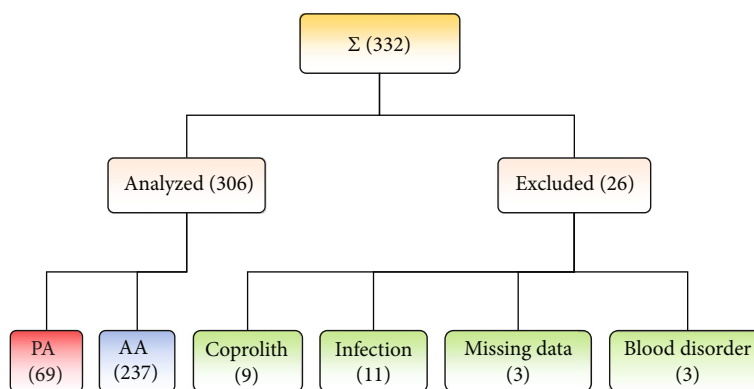 Σ (332)
Analyzed (306)
Excluded (26)
PA
(69)
AA
(237)
Coprolith
(9)
Infection
(11)
Missing data
(3)
Blood disorder
(3)